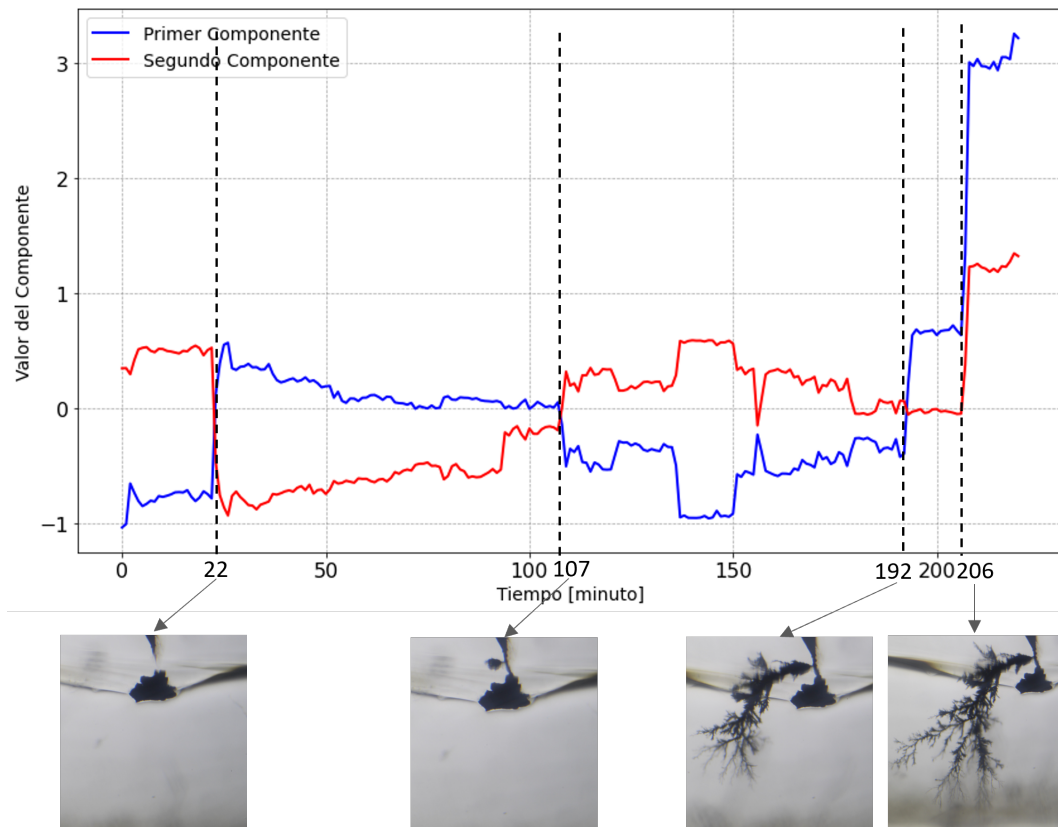 Primer Componente
Segundo Componente
Valor del Componente
3
2
1
0
−1
0 22 50 100 107 150 192 200 206
Tiempo [minuto]